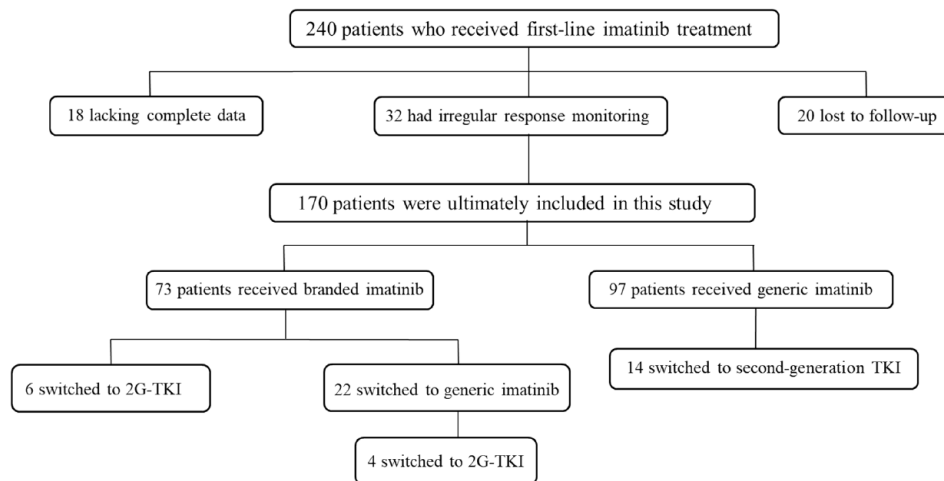 240 patients who received first-line imatinib treatment
18 lacking complete data
32 had irregular response monitoring
20 lost to follow-up
170 patients were ultimately included in this study
73 patients received branded imatinib
97 patients received generic imatinib
6 switched to 2G-TKI
22 switched to generic imatinib
14 switched to second-generation TKI
4 switched to 2G-TKI